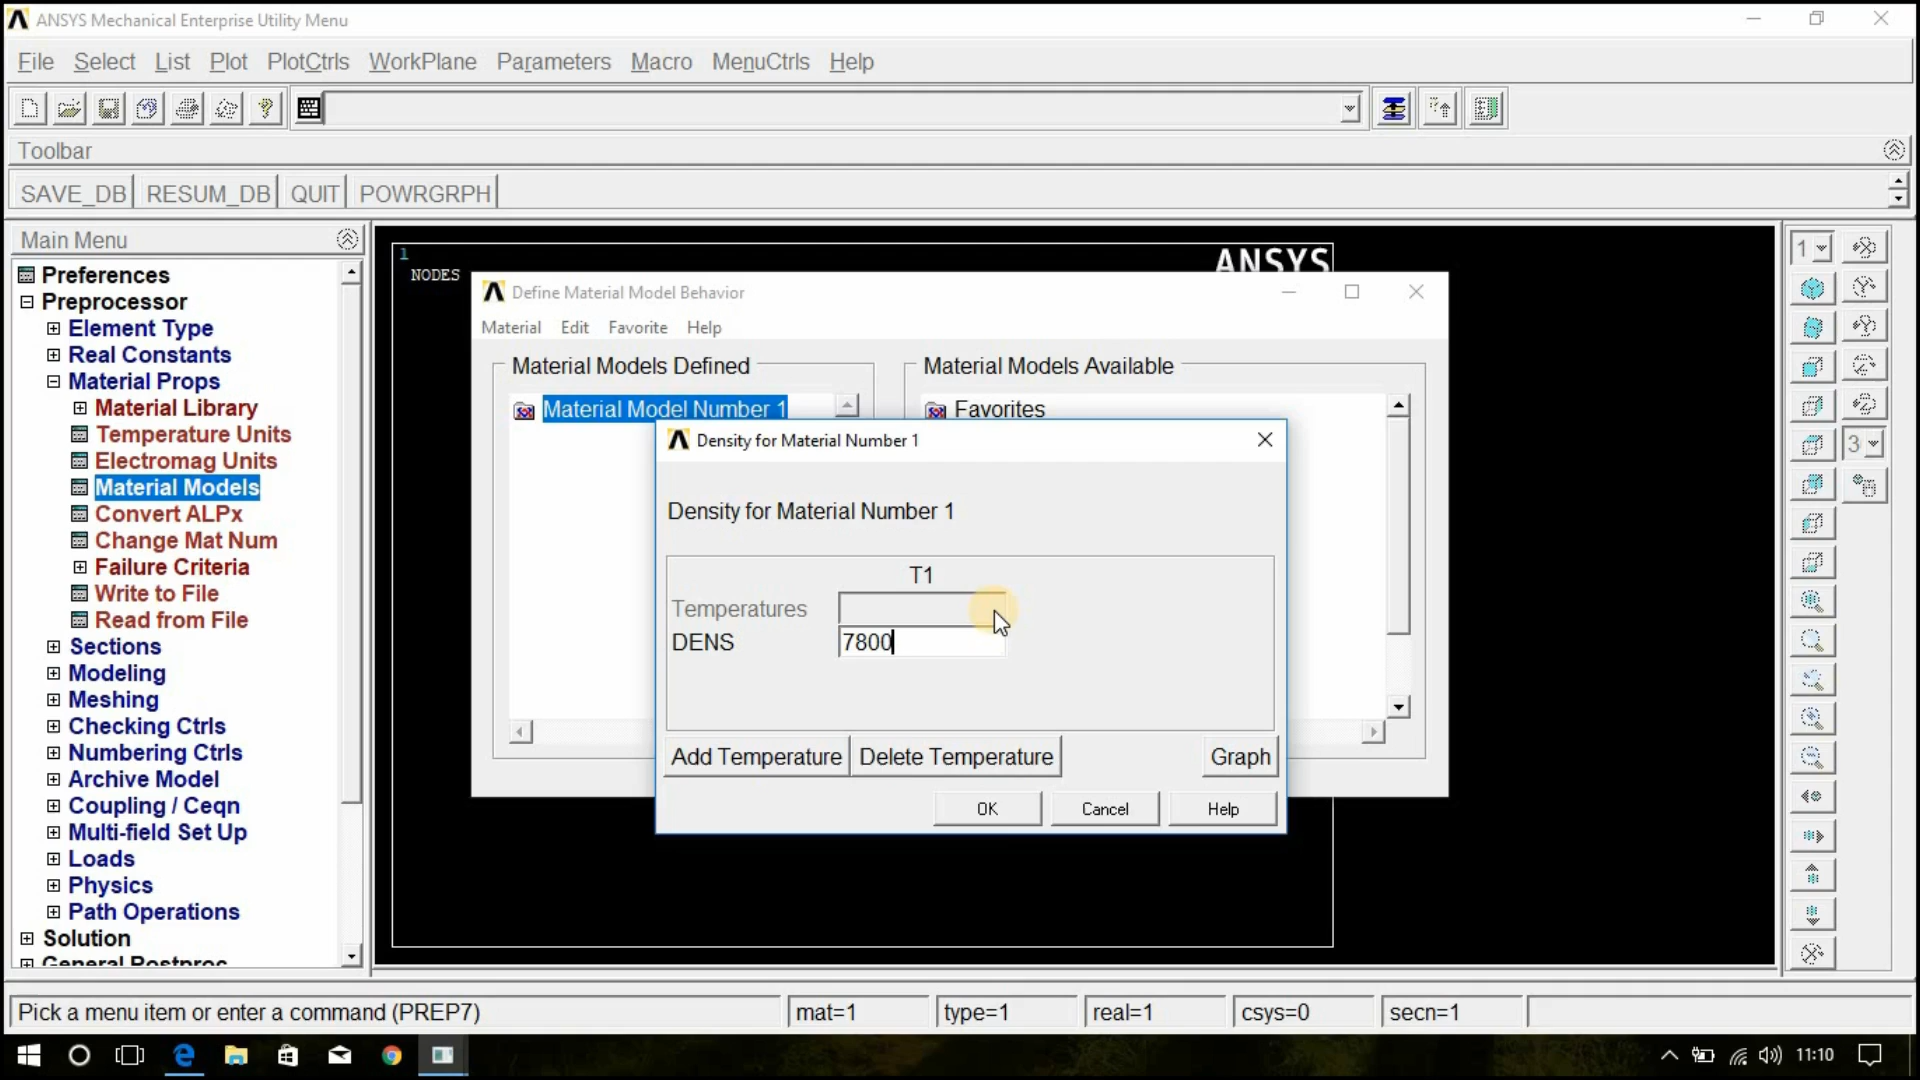 ANSYS Mechanical Enterprise Utility Menu
File Select List Plot PlotCtrls WorkPlane Parameters Macro MenuCtrls Help
Toolbar
SAVE_DB RESUM_DB QUIT POWRGRPH
Main Menu
Preferences
Preprocessor
Element Type
Real Constants
Material Props
Material Library
Temperature Units
Electromag Units
Material Models
Convert ALPx
Change Mat Num
Failure Criteria
Write to File
Read from File
Sections
Modeling
Meshing
Checking Ctrls
Numbering Ctrls
Archive Model
Coupling / Ceqn
Multi-field Set Up
Loads
Physics
Path Operations
Solution
General Postproc
1
NODES
ANSYS
Define Material Model Behavior
Material Edit Favorite Help
Material Models Defined
Material Model Number 1
Material Models Available
Favorites
Density for Material Number 1
Density for Material Number 1
T1
Temperatures
DENS 7800
Add Temperature Delete Temperature Graph
OK Cancel Help
1
3
Pick a menu item or enter a command (PREP7) mat=1 type=1 real=1 csys=0 secn=1
11:10